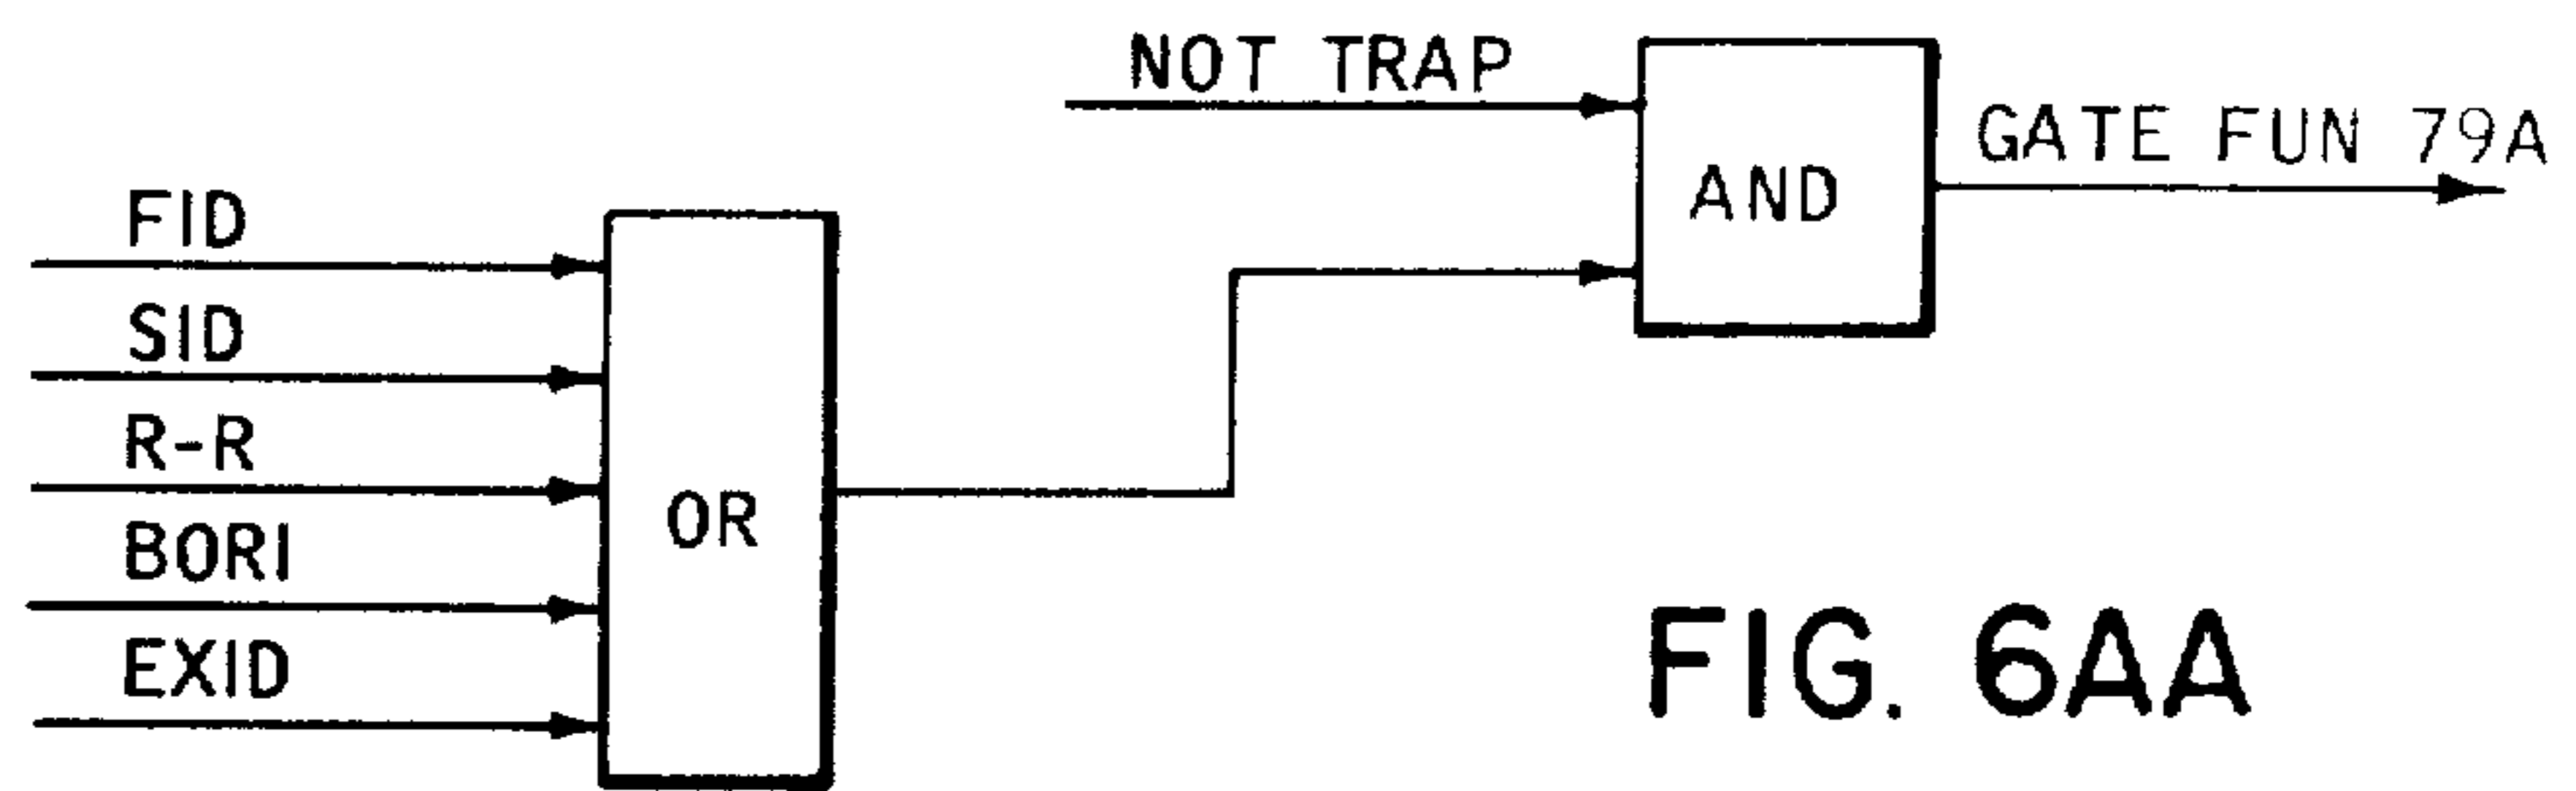 NOT TRAP
GATE FUN 79A
AND
FID
SID
R-R
BORI
EXID
OR
FIG. 6AA